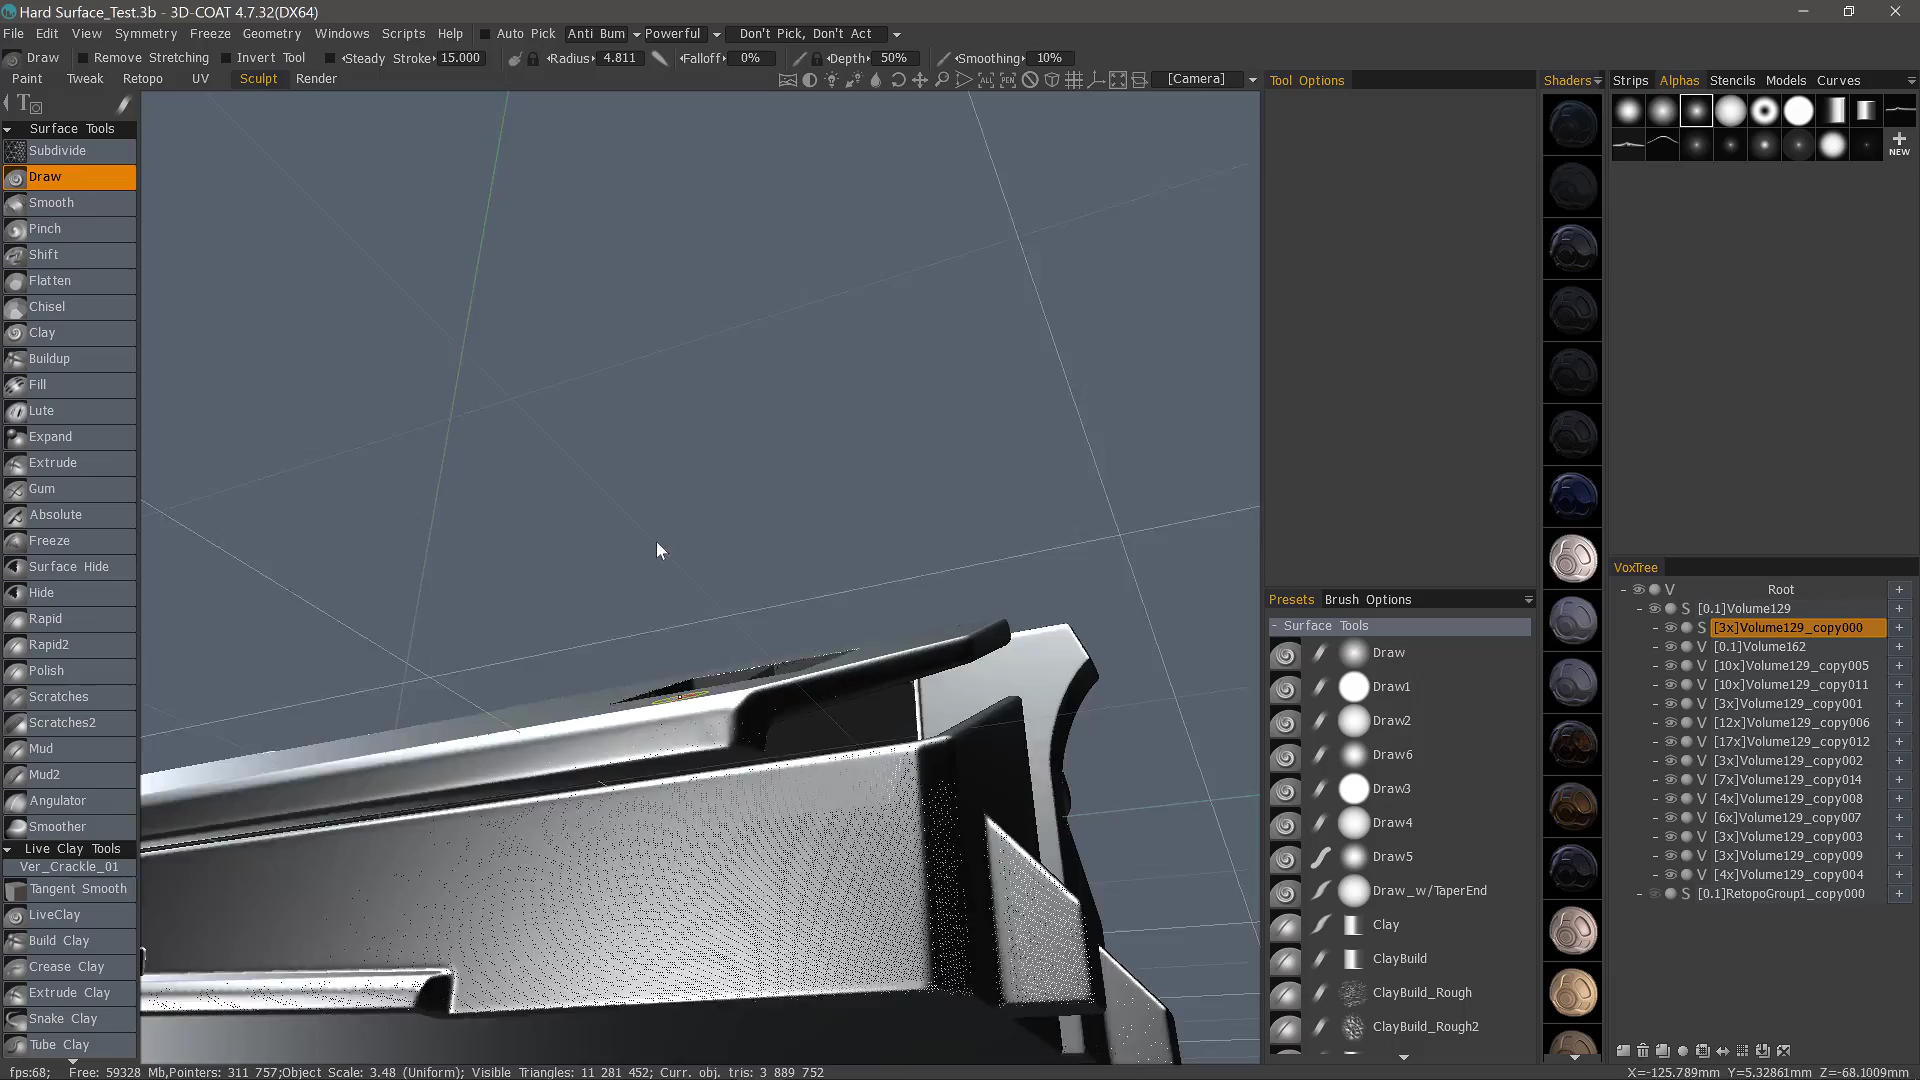 Hard Surface_Test.3b - 3D-COAT 4.7.32(DX64)
File Edit View Symmetry Freeze Geometry Windows Scripts Help Auto Pick Anti Bum Powerful Don't Pick, Don't Act
Draw Remove Stretching Invert Tool Steady Stroke 15.000 Radius 4.811 Falloff 0% Depth 50% Smoothing 10%
Paint Tweak Retopo UV Sculpt Render [Camera] Tool Options Shaders Strips Alphas Stencils Models Curves
NEW
Surface Tools
Subdivide
Draw
Smooth
Pinch
Shift
Flatten
Chisel
Clay
Buildup
Fill
Lute
Expand
Extrude
Gum
Absolute
Freeze
Surface Hide
Hide
Rapid
Rapid2
Polish
Scratches
Scratches2
Mud
Mud2
Angulator
Smoother
Live Clay Tools
Ver_Crackle_01
Tangent Smooth
LiveClay
Build Clay
Crease Clay
Extrude Clay
Snake Clay
Tube Clay
Presets Brush Options
- Surface Tools
Draw
Draw1
Draw2
Draw6
Draw3
Draw4
Draw5
Draw_w/TaperEnd
Clay
ClayBuild
ClayBuild_Rough
ClayBuild_Rough2
VoxTree
- V Root +
- S [0.1]Volume129 +
- S [3x]Volume129_copy000 +
- V [0.1]Volume162 +
- V [10x]Volume129_copy005 +
- V [10x]Volume129_copy011 +
- V [3x]Volume129_copy001 +
- V [12x]Volume129_copy006 +
- V [17x]Volume129_copy012 +
- V [3x]Volume129_copy002 +
- V [7x]Volume129_copy014 +
- V [4x]Volume129_copy008 +
- V [6x]Volume129_copy007 +
- V [3x]Volume129_copy003 +
- V [3x]Volume129_copy009 +
- V [4x]Volume129_copy004 +
- S [0.1]RetopoGroup1_copy000 +
fps:68; Free: 59328 Mb,Pointers: 311 757;Object Scale: 3.48 (Uniform); Visible Triangles: 11 281 452; Curr. obj. tris: 3 889 752 X=-125.789mm Y=5.32861mm Z=-68.1009mm